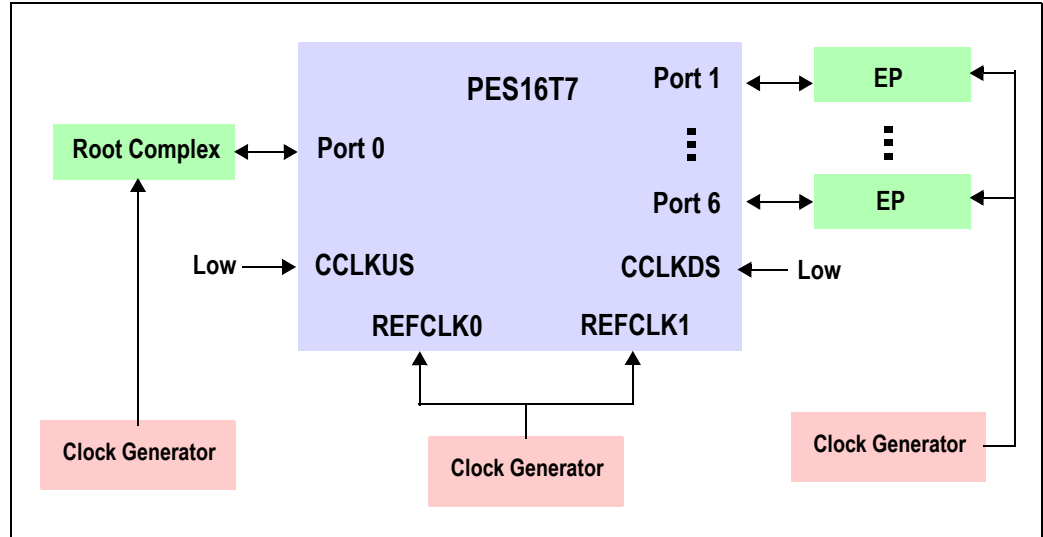 PES16T7
Port 1
EP
Root Complex
Port 0
Port 6
EP
Low
CCLKUS
CCLKDS
Low
REFCLK0
REFCLK1
Clock Generator
Clock Generator
Clock Generator